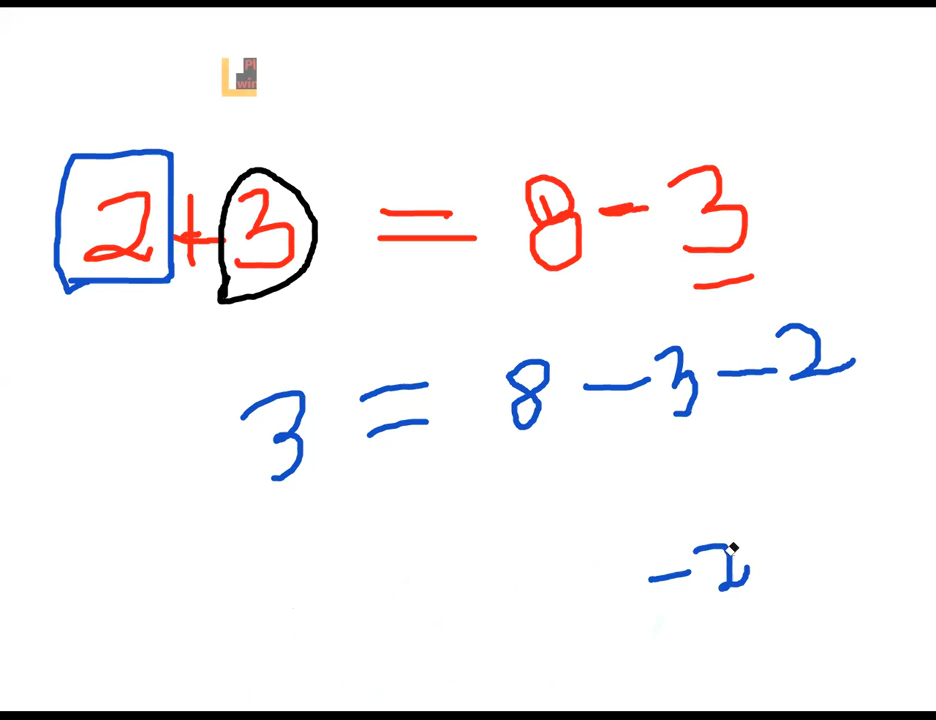 2+3 = 8-3
3 = 8-3-2
-2